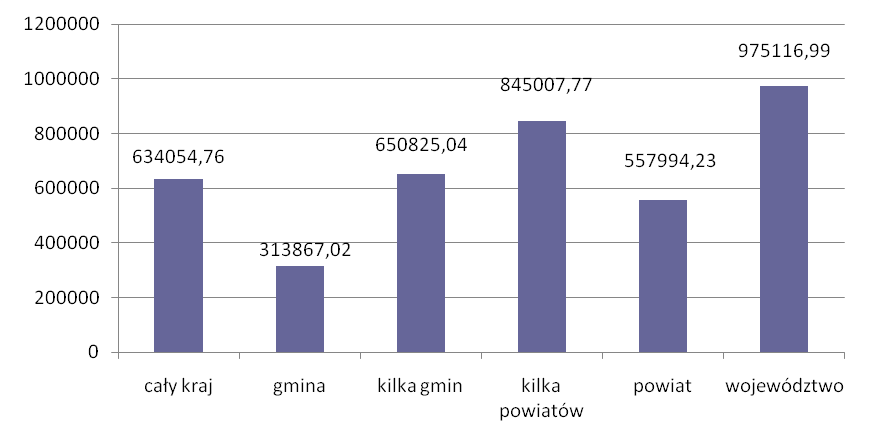 1200000
1000000
800000
600000
400000
200000
0
634054,76
313867,02
650825,04
845007,77
557994,23
975116,99
cały kraj
gmina
kilka gmin
kilka
powiatów
powiat
województwo